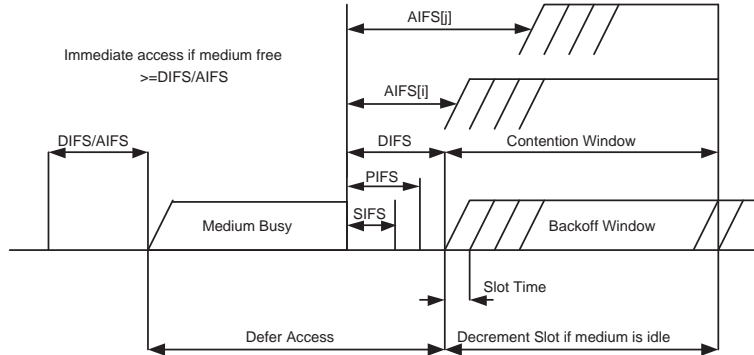 AIFS[j]
Immediate access if medium free
>=DIFS/AIFS
AIFS[i]
DIFS/AIFS
DIFS
Contention Window
PIFS
Medium Busy
SIFS
Backoff Window
Slot Time
Defer Access
Decrement Slot if medium is idle